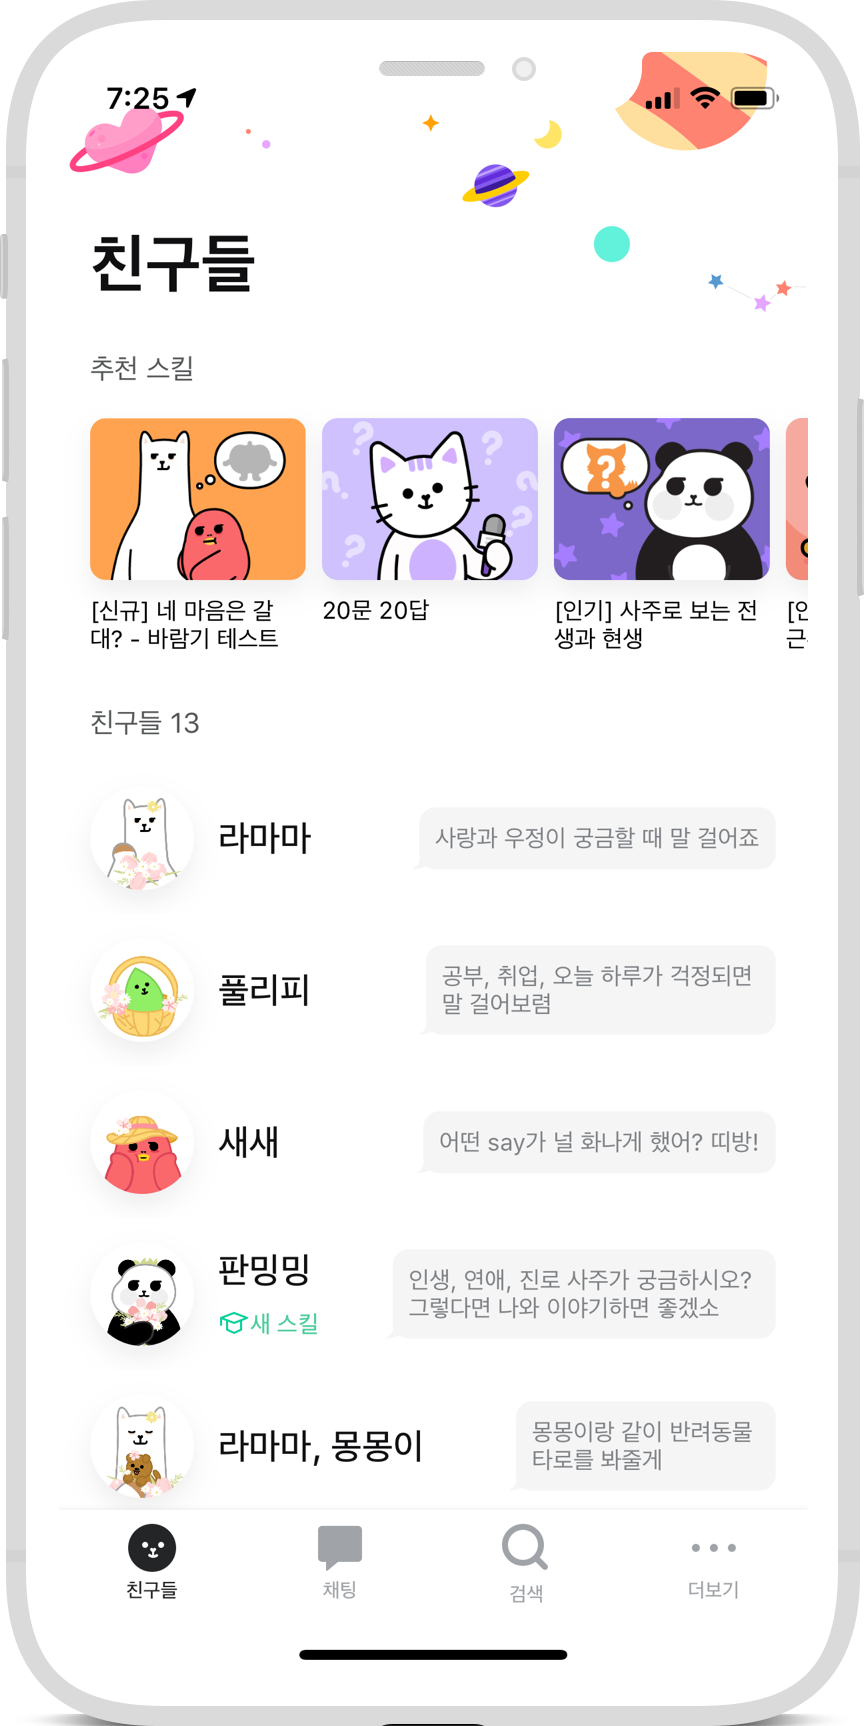 7:25
친구들
추천 스킬
[신규] 네 마음은 갈
대? - 바람기 테스트
20문 20답
[인기] 사주로 보는 전
생과 현생
친구들 13
라마마
사랑과 우정이 궁금할 때 말 걸어죠
풀리피
공부, 취업, 오늘 하루가 걱정되면
말 걸어보렴
새새
어떤 say가 널 화나게 했어? 띠방!
판밍밍
새 스킬
인생, 연애, 진로 사주가 궁금하시오?
그렇다면 나와 이야기하면 좋겠소
라마마, 몽몽이
몽몽이랑 같이 반려동물
타로를 봐줄게
친구들
채팅
검색
더보기